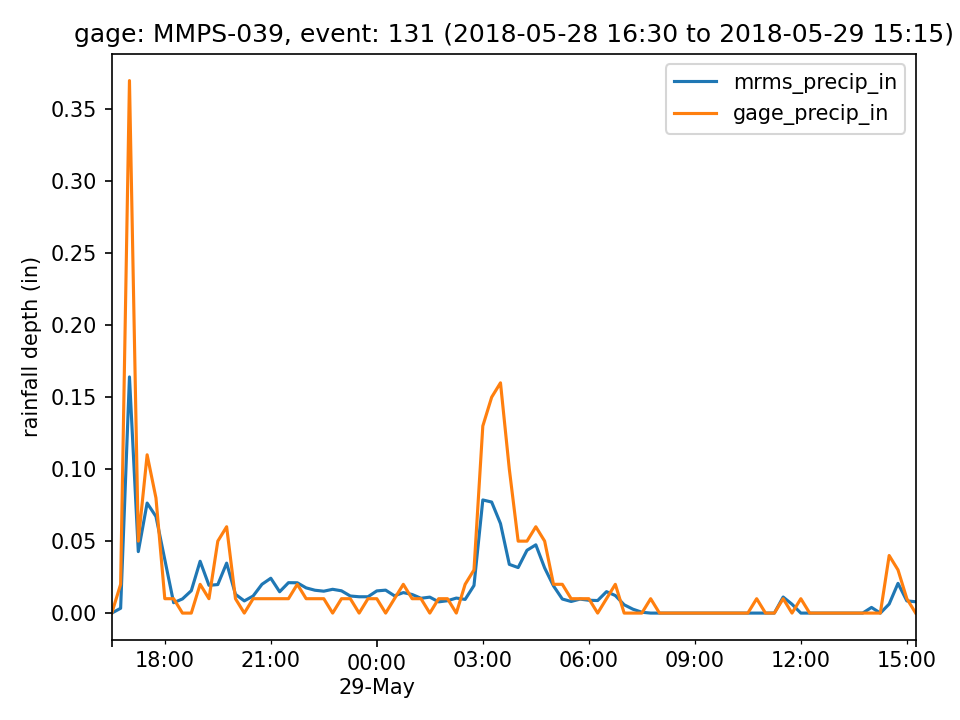 gage: MMPS-039, event: 131 (2018-05-28 16:30 to 2018-05-29 15:15)
mrms_precip_in
gage_precip_in
rainfall depth (in)
0.35
0.30
0.25
0.20
0.15
0.10
0.05
0.00
18:00 21:00 00:00 03:00 06:00 09:00 12:00 15:00
29-May